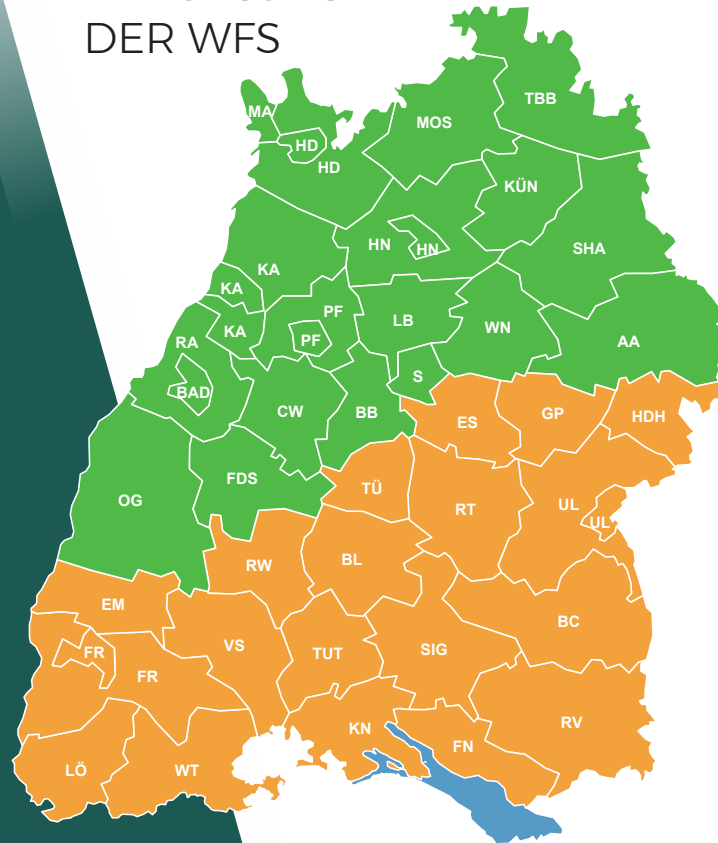 DER WFS
TBB
MA
MOS
HD
HD
KÜN
HN
HN
SHA
KA
KA
PF
LB
WN
KA
RA
PF
AA
S
BAD
CW
BB
ES
GP
HDH
FDS
TÜ
OG
RT
UL
UL
RW
BL
EM
BC
VS
FR
TUT
SIG
FR
RV
KN
FN
LÖ
WT